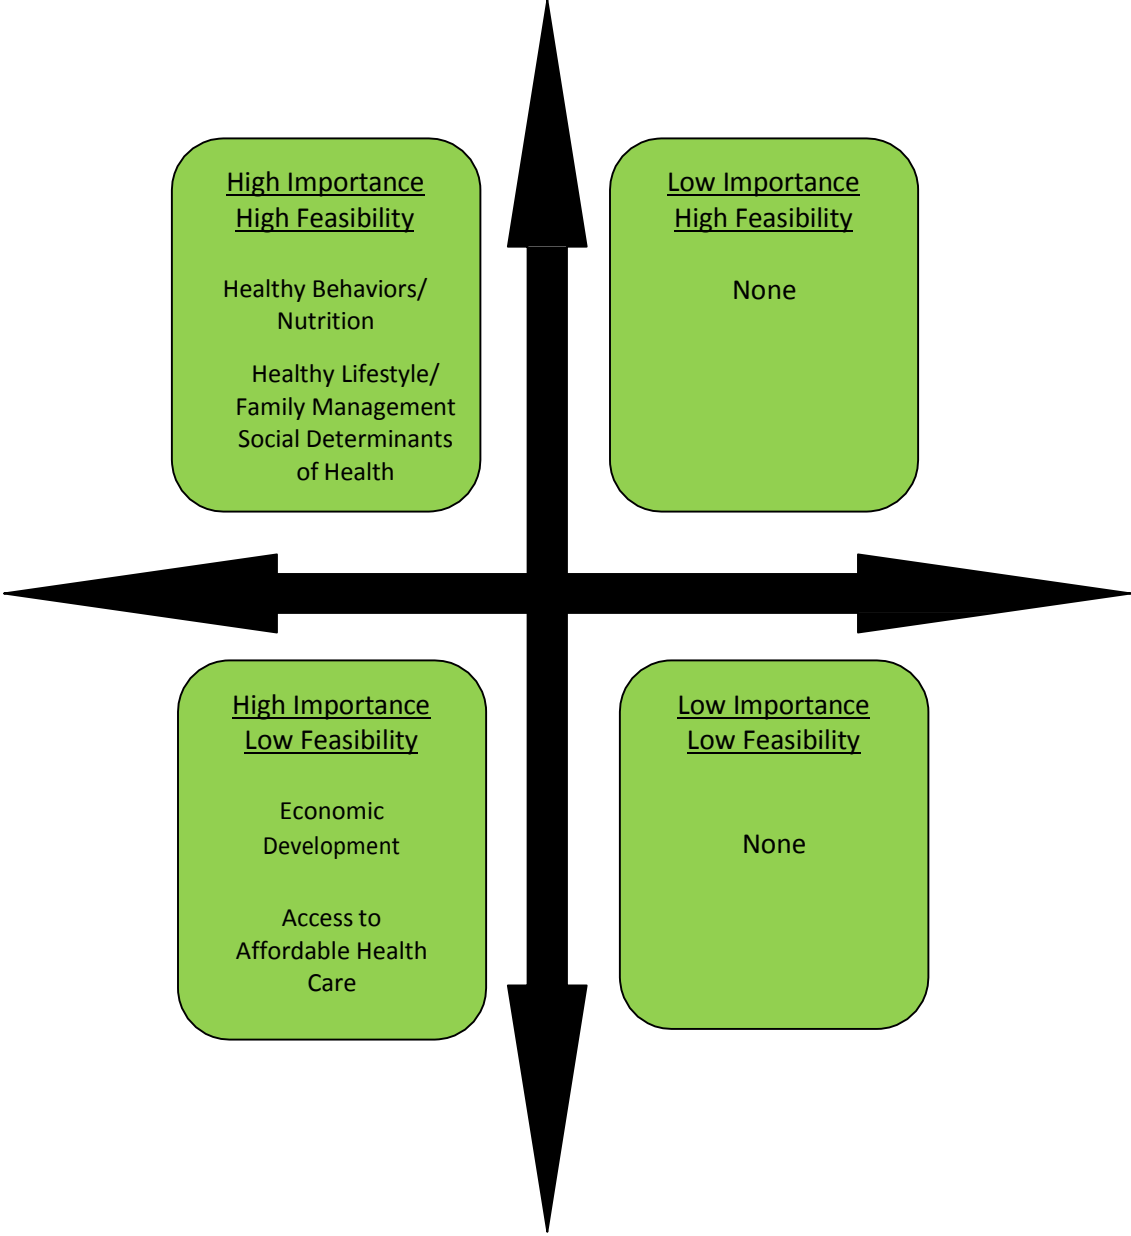 High Importance
High Feasibility
Healthy Behaviors/
Nutrition
Healthy Lifestyle/
Family Management
Social Determinants
of Health
Low Importance
High Feasibility
None
High Importance
Low Feasibility
Economic
Development
Access to
Affordable Health
Care
Low Importance
Low Feasibility
None